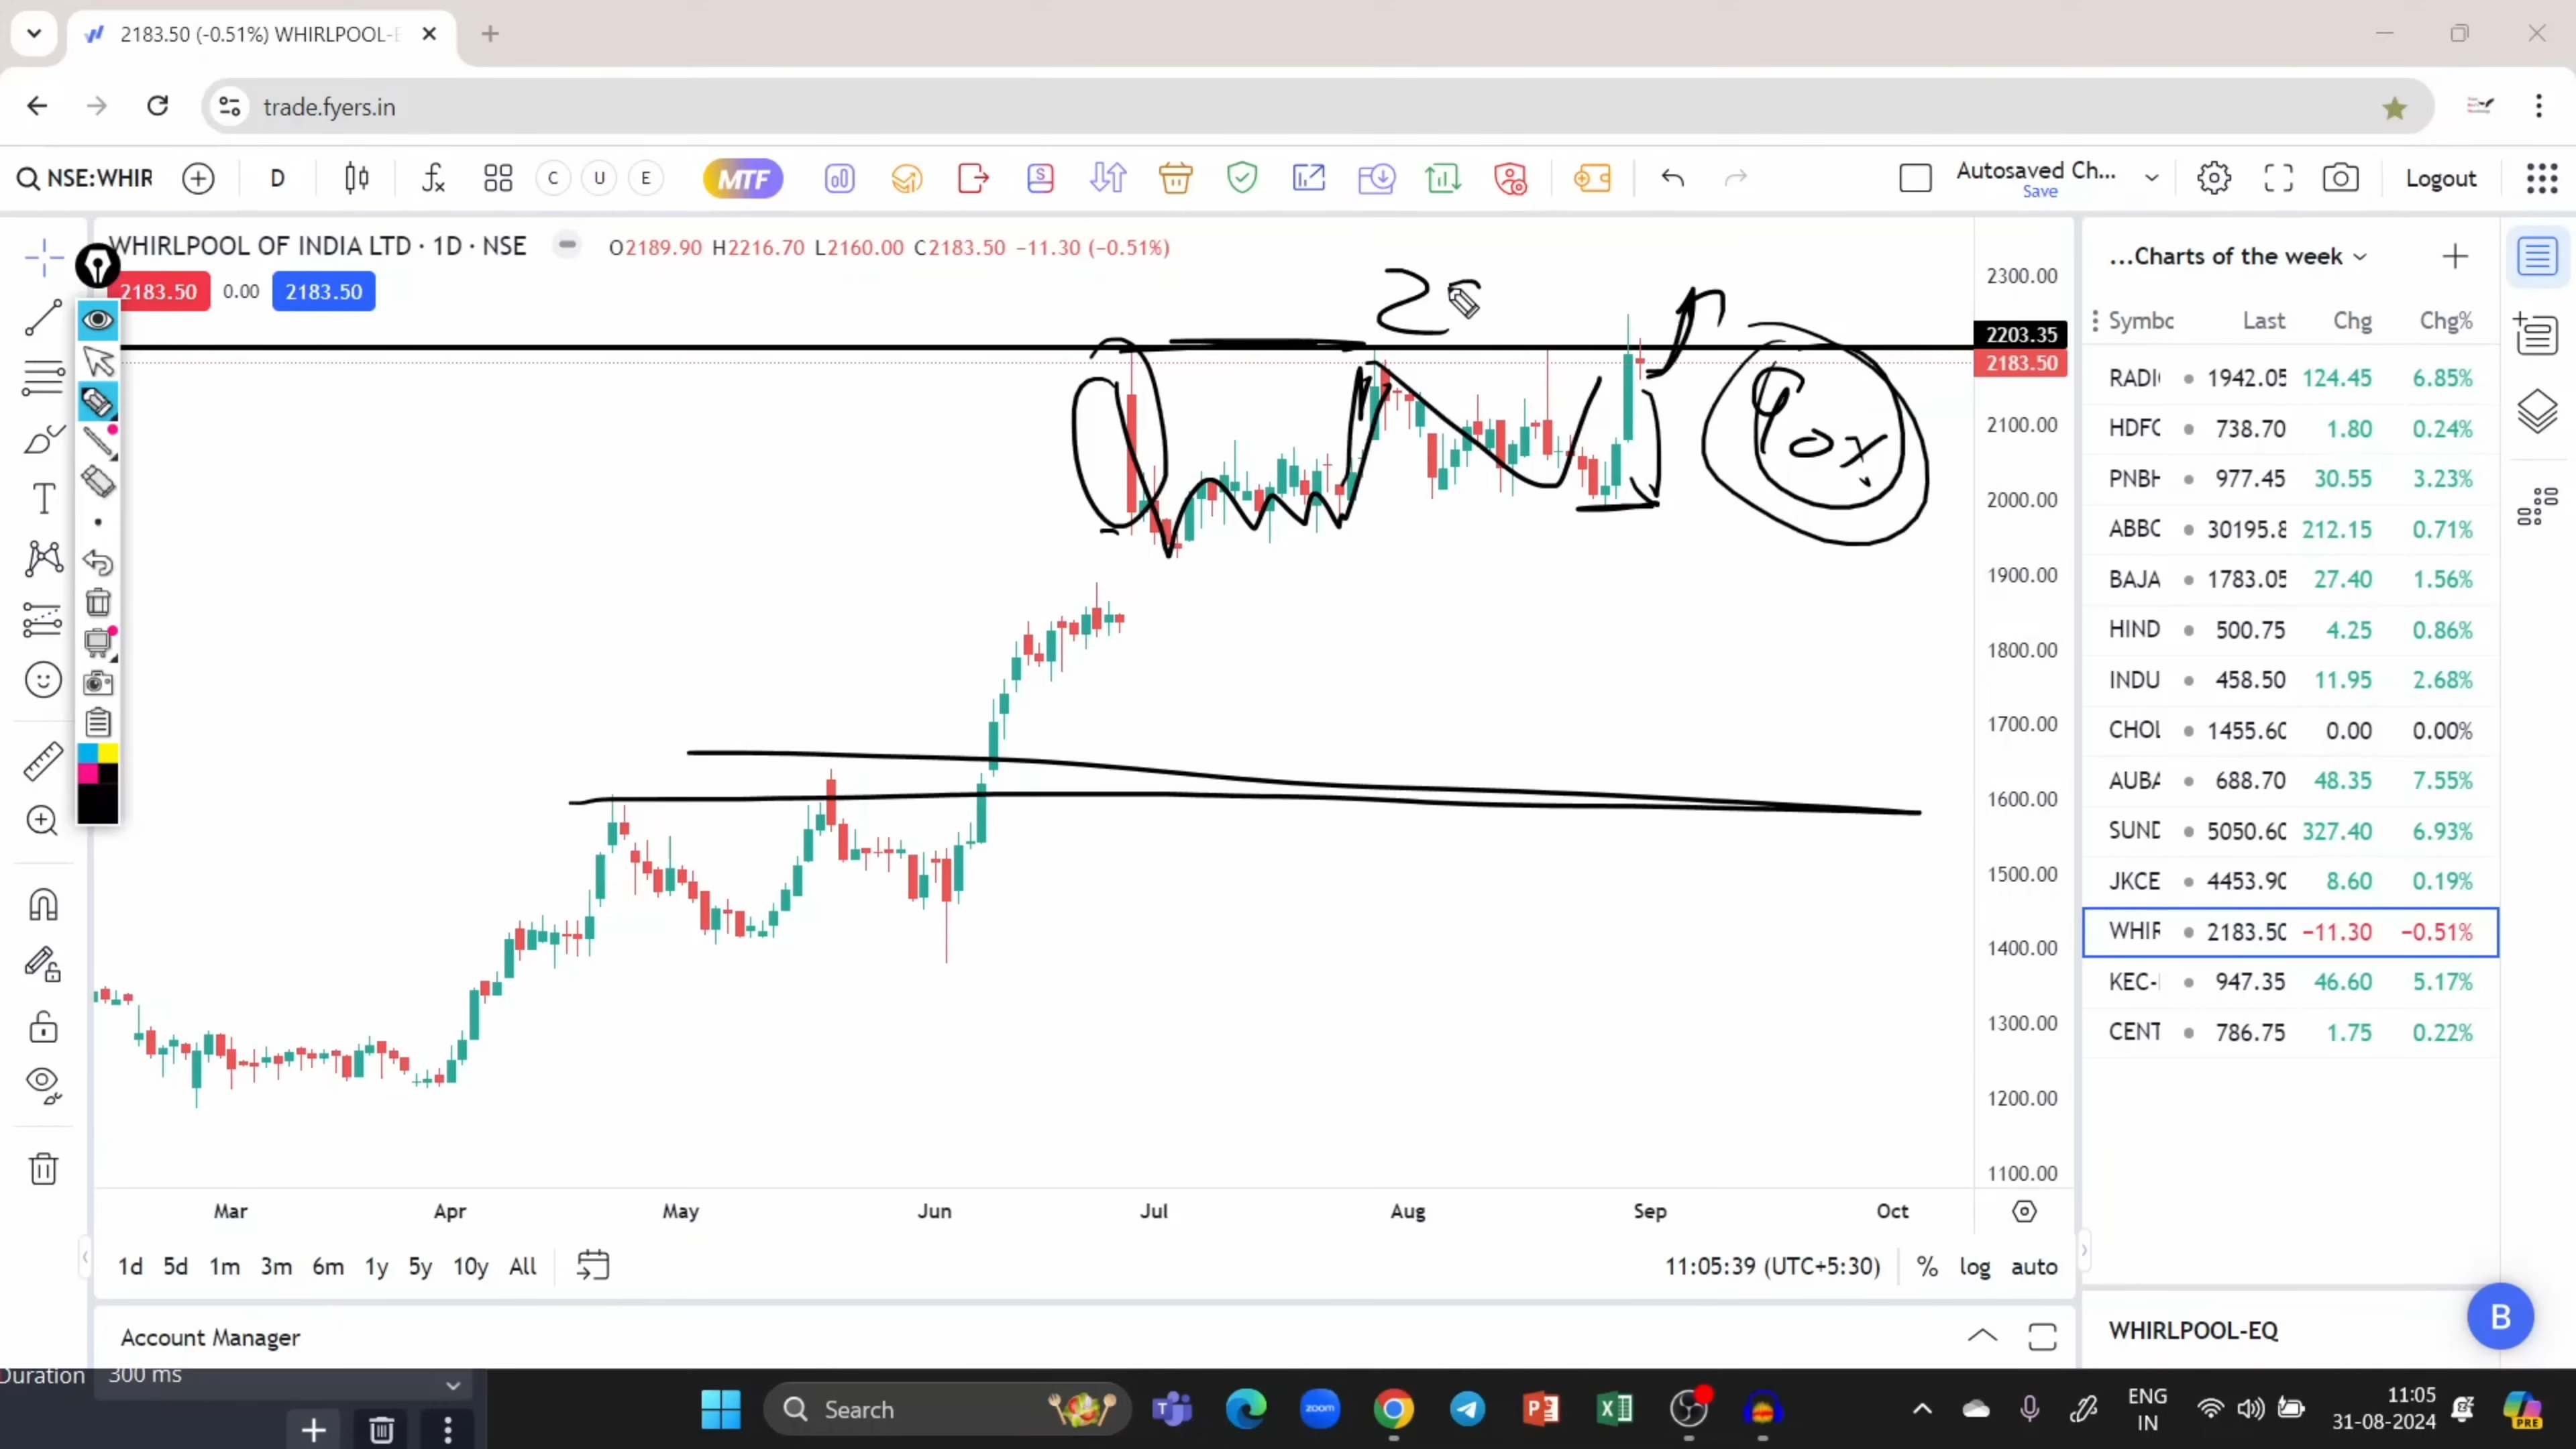 2183.50 (-0.51%) WHIRLPOOL-E
trade.fyers.in
NSE:WHIR
D
C U E
MTF
Autosaved Ch...
Save
Logout
WHIRLPOOL OF INDIA LTD · 1D · NSE
O2189.90 H2216.70 L2160.00 C2183.50 −11.30 (−0.51%)
2183.50 0.00 2183.50
2300.00
2203.35
2183.50
2100.00
2000.00
1900.00
1800.00
1700.00
1600.00
1500.00
1400.00
1300.00
1200.00
1100.00
Mar Apr May Jun Jul Aug Sep Oct
1d 5d 1m 3m 6m 1y 5y 10y All
11:05:39 (UTC+5:30) % log auto
Account Manager
...Charts of the week
Symbc Last Chg Chg%
RADI 1942.05 124.45 6.85%
HDFC 738.70 1.80 0.24%
PNBH 977.45 30.55 3.23%
ABBC 30195.8 212.15 0.71%
BAJA 1783.05 27.40 1.56%
HIND 500.75 4.25 0.86%
INDU 458.50 11.95 2.68%
CHOL 1455.60 0.00 0.00%
AUBA 688.70 48.35 7.55%
SUND 5050.60 327.40 6.93%
JKCE 4453.90 8.60 0.19%
WHIR 2183.50 −11.30 −0.51%
KEC- 947.35 46.60 5.17%
CENT 786.75 1.75 0.22%
WHIRLPOOL-EQ
B
Duration 300 ms
Search
zoom
ENG
IN
11:05
31-08-2024
PRE